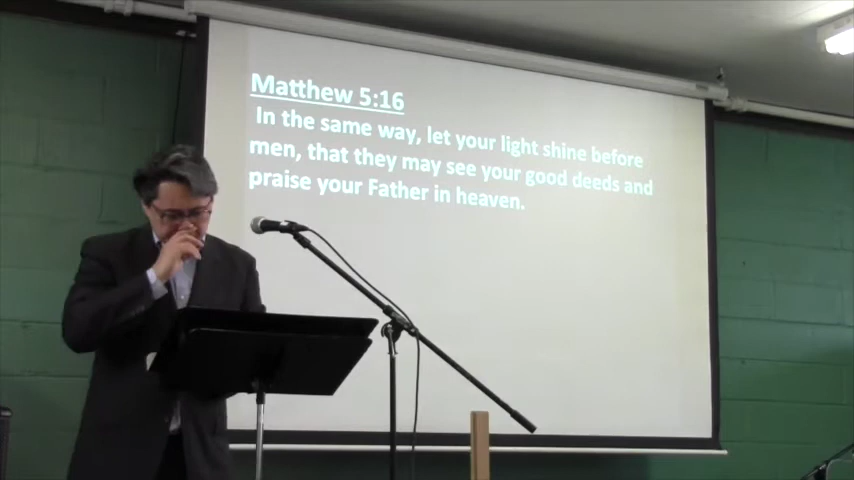 Matthew 5:16
In the same way, let your light shine before
men, that they may see your good deeds and
praise your Father in heaven.